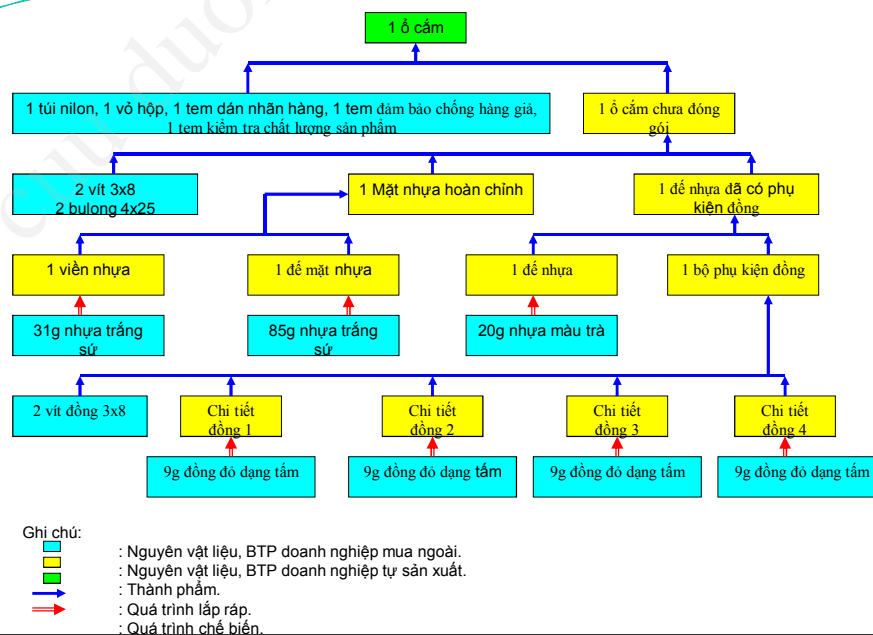 1 ổ cắm
1 túi nilon, 1 vỏ hộp, 1 tem dán nhãn hàng, 1 tem đảm bảo chống hàng giả,
1 tem kiểm tra chất lượng sản phẩm
1 ổ cắm chưa đóng
gói
2 vít 3x8
2 bulong 4x25
1 Mặt nhựa hoàn chỉnh
1 đế nhựa đã có phụ
kiện đồng
1 viền nhựa
1 đế mặt nhựa
1 đế nhựa
1 bộ phụ kiện đồng
31g nhựa trắng
sứ
85g nhựa trắng
sứ
20g nhựa màu trà
2 vít đồng 3x8
Chi tiết
đồng 1
Chi tiết
đồng 2
Chi tiết
đồng 3
Chi tiết
đồng 4
9g đồng đỏ dạng tấm
9g đồng đỏ dạng tấm
9g đồng đỏ dạng tấm
9g đồng đỏ dạng tấm
Ghi chú:
: Nguyên vật liệu, BTP doanh nghiệp mua ngoài.
: Nguyên vật liệu, BTP doanh nghiệp tự sản xuất.
: Thành phẩm.
: Quá trình lắp ráp.
: Quá trình chế biến.